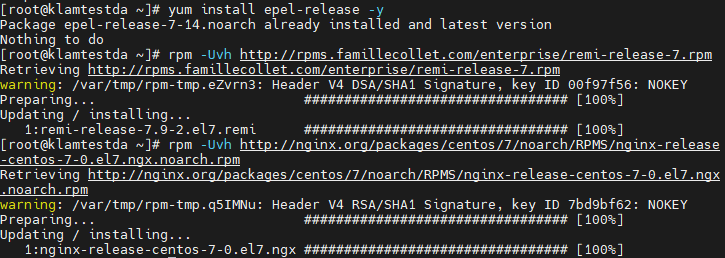 [root@klamtestda ~]# yum install epel-release -y
Package epel-release-7-14.noarch already installed and latest version
Nothing to do
[root@klamtestda ~]# rpm -Uvh http://rpms.famillecollet.com/enterprise/remi-release-7.rpm
Retrieving http://rpms.famillecollet.com/enterprise/remi-release-7.rpm
warning: /var/tmp/rpm-tmp.eZvrn3: Header V4 DSA/SHA1 Signature, key ID 00f97f56: NOKEY
Preparing...                          ################################# [100%]
Updating / installing...
   1:remi-release-7.9-2.el7.remi      ################################# [100%]
[root@klamtestda ~]# rpm -Uvh http://nginx.org/packages/centos/7/noarch/RPMS/nginx-release
-centos-7-0.el7.ngx.noarch.rpm
Retrieving http://nginx.org/packages/centos/7/noarch/RPMS/nginx-release-centos-7-0.el7.ngx
.noarch.rpm
warning: /var/tmp/rpm-tmp.q5IMNu: Header V4 RSA/SHA1 Signature, key ID 7bd9bf62: NOKEY
Preparing...                          ################################# [100%]
Updating / installing...
   1:nginx-release-centos-7-0.el7.ngx ################################# [100%]